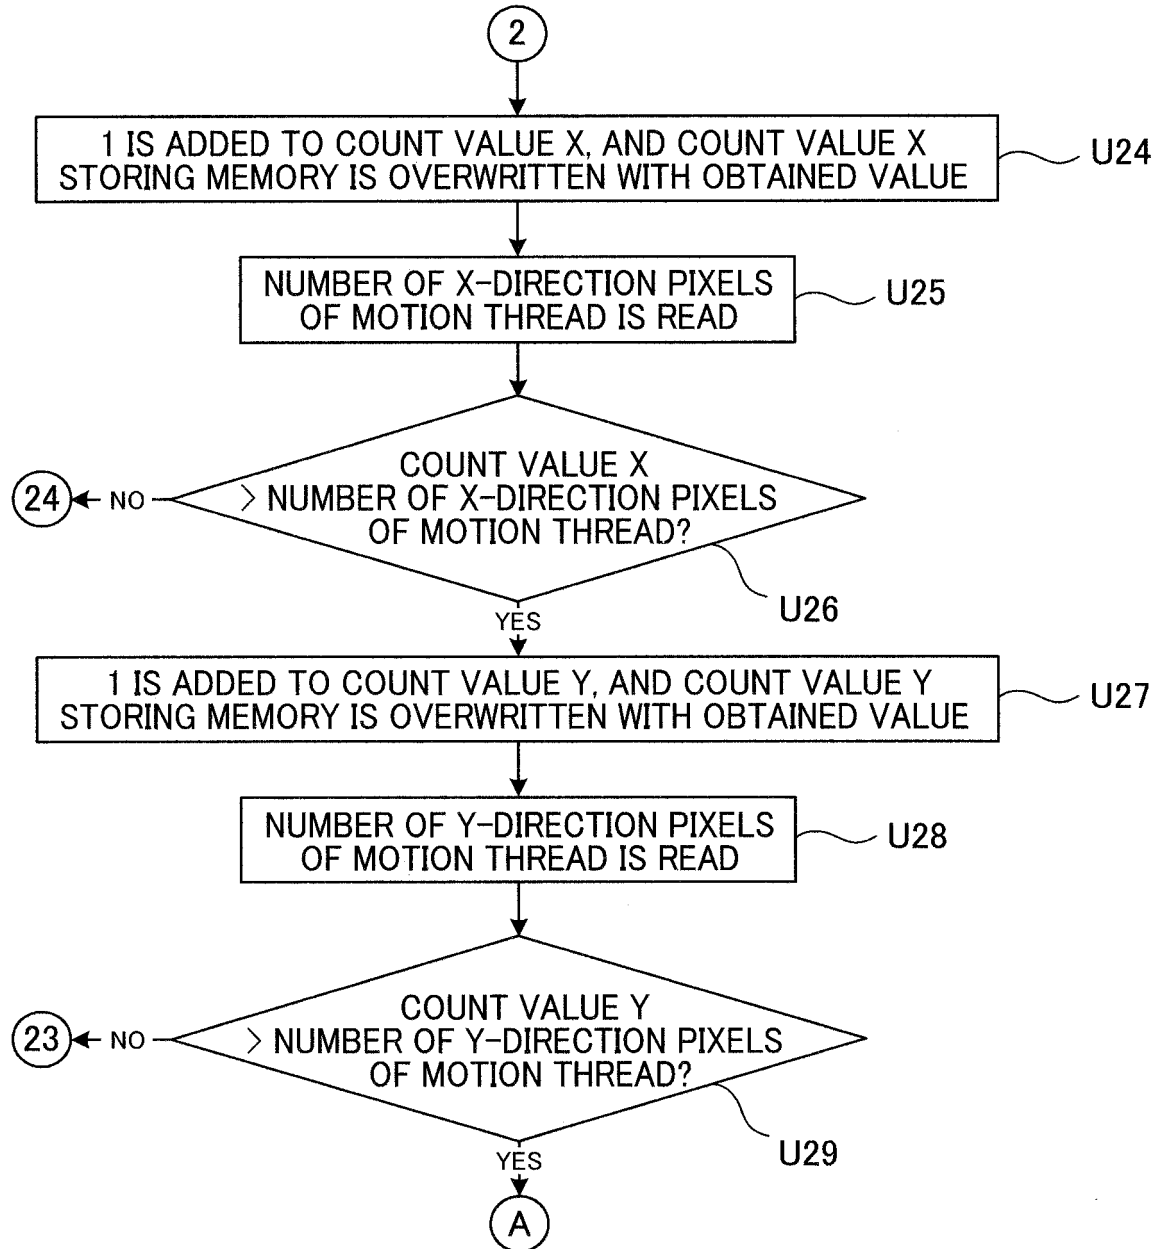 2
1 IS ADDED TO COUNT VALUE X, AND COUNT VALUE X
STORING MEMORY IS OVERWRITTEN WITH OBTAINED VALUE
U24
NUMBER OF X-DIRECTION PIXELS
OF MOTION THREAD IS READ
U25
COUNT VALUE X
> NUMBER OF X-DIRECTION PIXELS
OF MOTION THREAD?
24
NO
U26
YES
1 IS ADDED TO COUNT VALUE Y, AND COUNT VALUE Y
STORING MEMORY IS OVERWRITTEN WITH OBTAINED VALUE
U27
NUMBER OF Y-DIRECTION PIXELS
OF MOTION THREAD IS READ
U28
COUNT VALUE Y
> NUMBER OF Y-DIRECTION PIXELS
OF MOTION THREAD?
23
NO
U29
YES
A